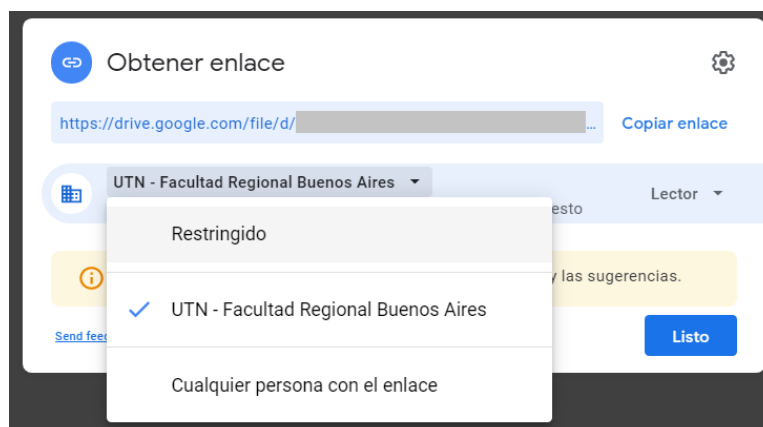 Obtener enlace
https://drive.google.com/file/d/ ... Copiar enlace
UTN - Facultad Regional Buenos Aires
esto Lector
Restringido
y las sugerencias.
UTN - Facultad Regional Buenos Aires
Send feed Listo
Cualquier persona con el enlace